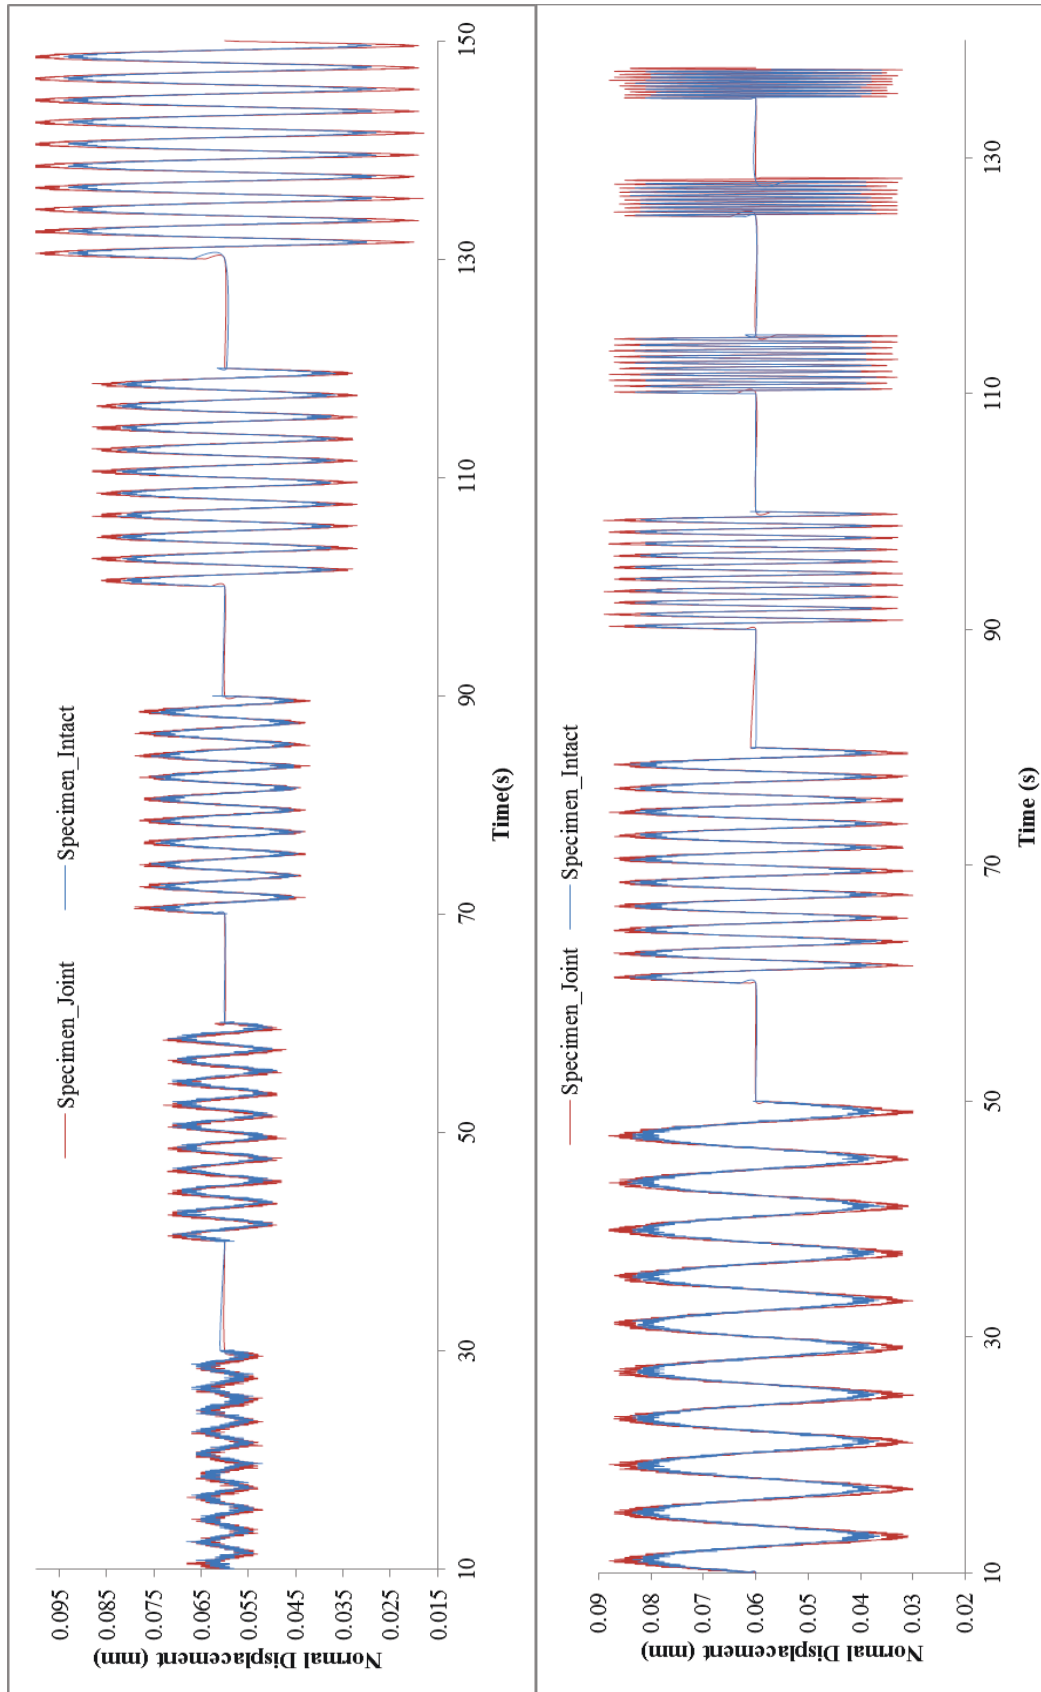 Specimen_Joint Specimen_Intact
Normal Displacement (mm)
0.095
0.085
0.075
0.065
0.055
0.045
0.035
0.025
0.015
10 30 50 70 90 110 130 150
Time(s)
Specimen_Joint Specimen_Intact
Normal Displacement (mm)
0.09
0.08
0.07
0.06
0.05
0.04
0.03
0.02
10 30 50 70 90 110 130
Time (s)